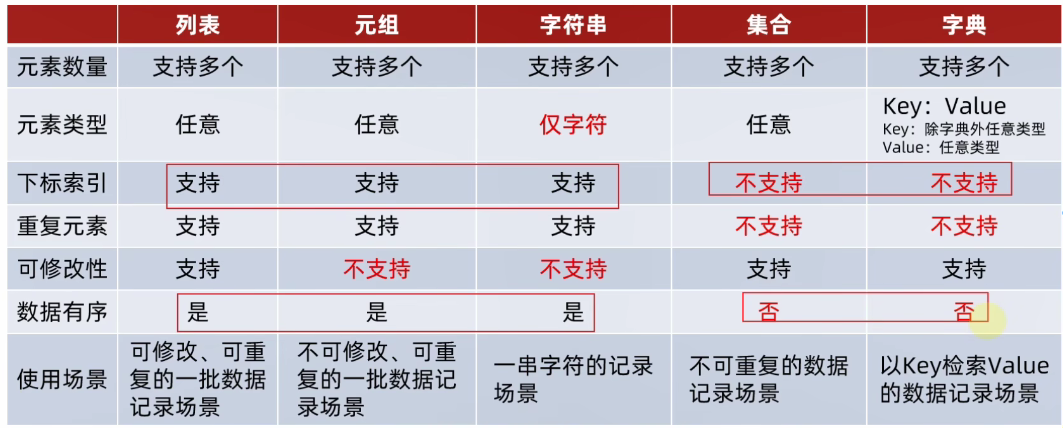 列表 元组 字符串 集合 字典
元素数量 支持多个 支持多个 支持多个 支持多个 支持多个
元素类型 任意 任意 仅字符 任意 Key：Value
Key：除字典外任意类型
Value：任意类型
下标索引 支持 支持 支持 不支持 不支持
重复元素 支持 支持 支持 不支持 不支持
可修改性 支持 不支持 不支持 支持 支持
数据有序 是 是 是 否 否
使用场景
可修改、可重
复的一批数据
记录场景
不可修改、可重
复的一批数据记
录场景
一串字符的记录
场景
不可重复的数据
记录场景
以Key检索Value
的数据记录场景